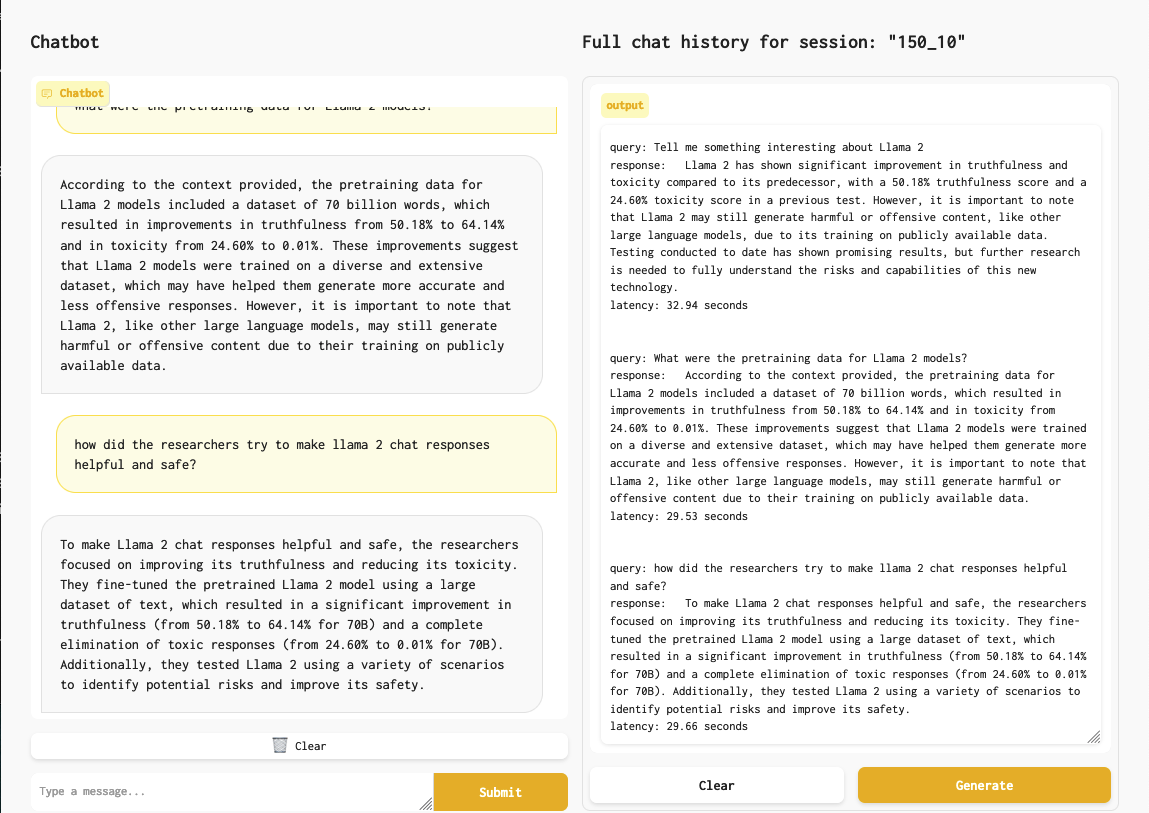 Chatbot
Chatbot
What were the pretraining data for Llama 2 models?
According to the context provided, the pretraining data for
Llama 2 models included a dataset of 70 billion words, which
resulted in improvements in truthfulness from 50.18% to 64.14%
and in toxicity from 24.60% to 0.01%. These improvements suggest
that Llama 2 models were trained on a diverse and extensive
dataset, which may have helped them generate more accurate and
less offensive responses. However, it is important to note that
Llama 2, like other large language models, may still generate
harmful or offensive content due to their training on publicly
available data.
how did the researchers try to make llama 2 chat responses
helpful and safe?
To make Llama 2 chat responses helpful and safe, the researchers
focused on improving its truthfulness and reducing its toxicity.
They fine-tuned the pretrained Llama 2 model using a large
dataset of text, which resulted in a significant improvement in
truthfulness (from 50.18% to 64.14% for 70B) and a complete
elimination of toxic responses (from 24.60% to 0.01% for 70B).
Additionally, they tested Llama 2 using a variety of scenarios
to identify potential risks and improve its safety.
Clear
Type a message...
Submit
Full chat history for session: "150_10"
output
query: Tell me something interesting about Llama 2
response:   Llama 2 has shown significant improvement in truthfulness and
toxicity compared to its predecessor, with a 50.18% truthfulness score and a
24.60% toxicity score in a previous test. However, it is important to note
that Llama 2 may still generate harmful or offensive content, like other
large language models, due to its training on publicly available data.
Testing conducted to date has shown promising results, but further research
is needed to fully understand the risks and capabilities of this new
technology.
latency: 32.94 seconds
query: What were the pretraining data for Llama 2 models?
response:   According to the context provided, the pretraining data for
Llama 2 models included a dataset of 70 billion words, which resulted in
improvements in truthfulness from 50.18% to 64.14% and in toxicity from
24.60% to 0.01%. These improvements suggest that Llama 2 models were trained
on a diverse and extensive dataset, which may have helped them generate more
accurate and less offensive responses. However, it is important to note that
Llama 2, like other large language models, may still generate harmful or
offensive content due to their training on publicly available data.
latency: 29.53 seconds
query: how did the researchers try to make llama 2 chat responses helpful
and safe?
response:   To make Llama 2 chat responses helpful and safe, the researchers
focused on improving its truthfulness and reducing its toxicity. They fine-
tuned the pretrained Llama 2 model using a large dataset of text, which
resulted in a significant improvement in truthfulness (from 50.18% to 64.14%
for 70B) and a complete elimination of toxic responses (from 24.60% to 0.01%
for 70B). Additionally, they tested Llama 2 using a variety of scenarios to
identify potential risks and improve its safety.
latency: 29.66 seconds
Clear
Generate